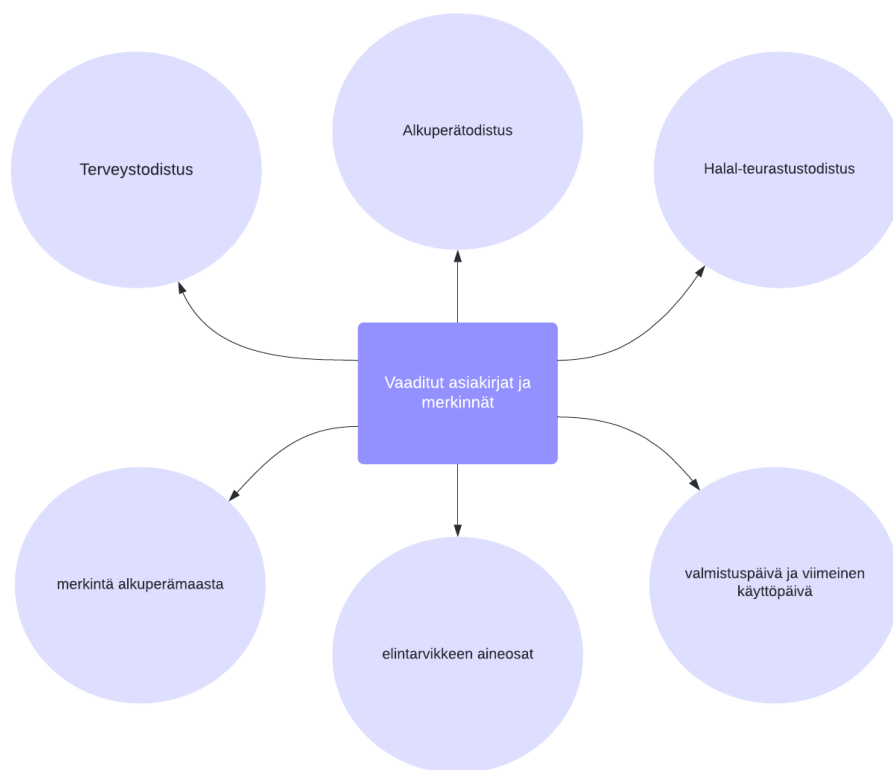 Terveystodistus
Alkuperätodistus
Halal-teurastustodistus
Vaaditut asiakirjat ja
merkinnät
merkintä alkuperämaasta
elintarvikkeen aineosat
valmistuspäivä ja viimeinen
käyttöpäivä